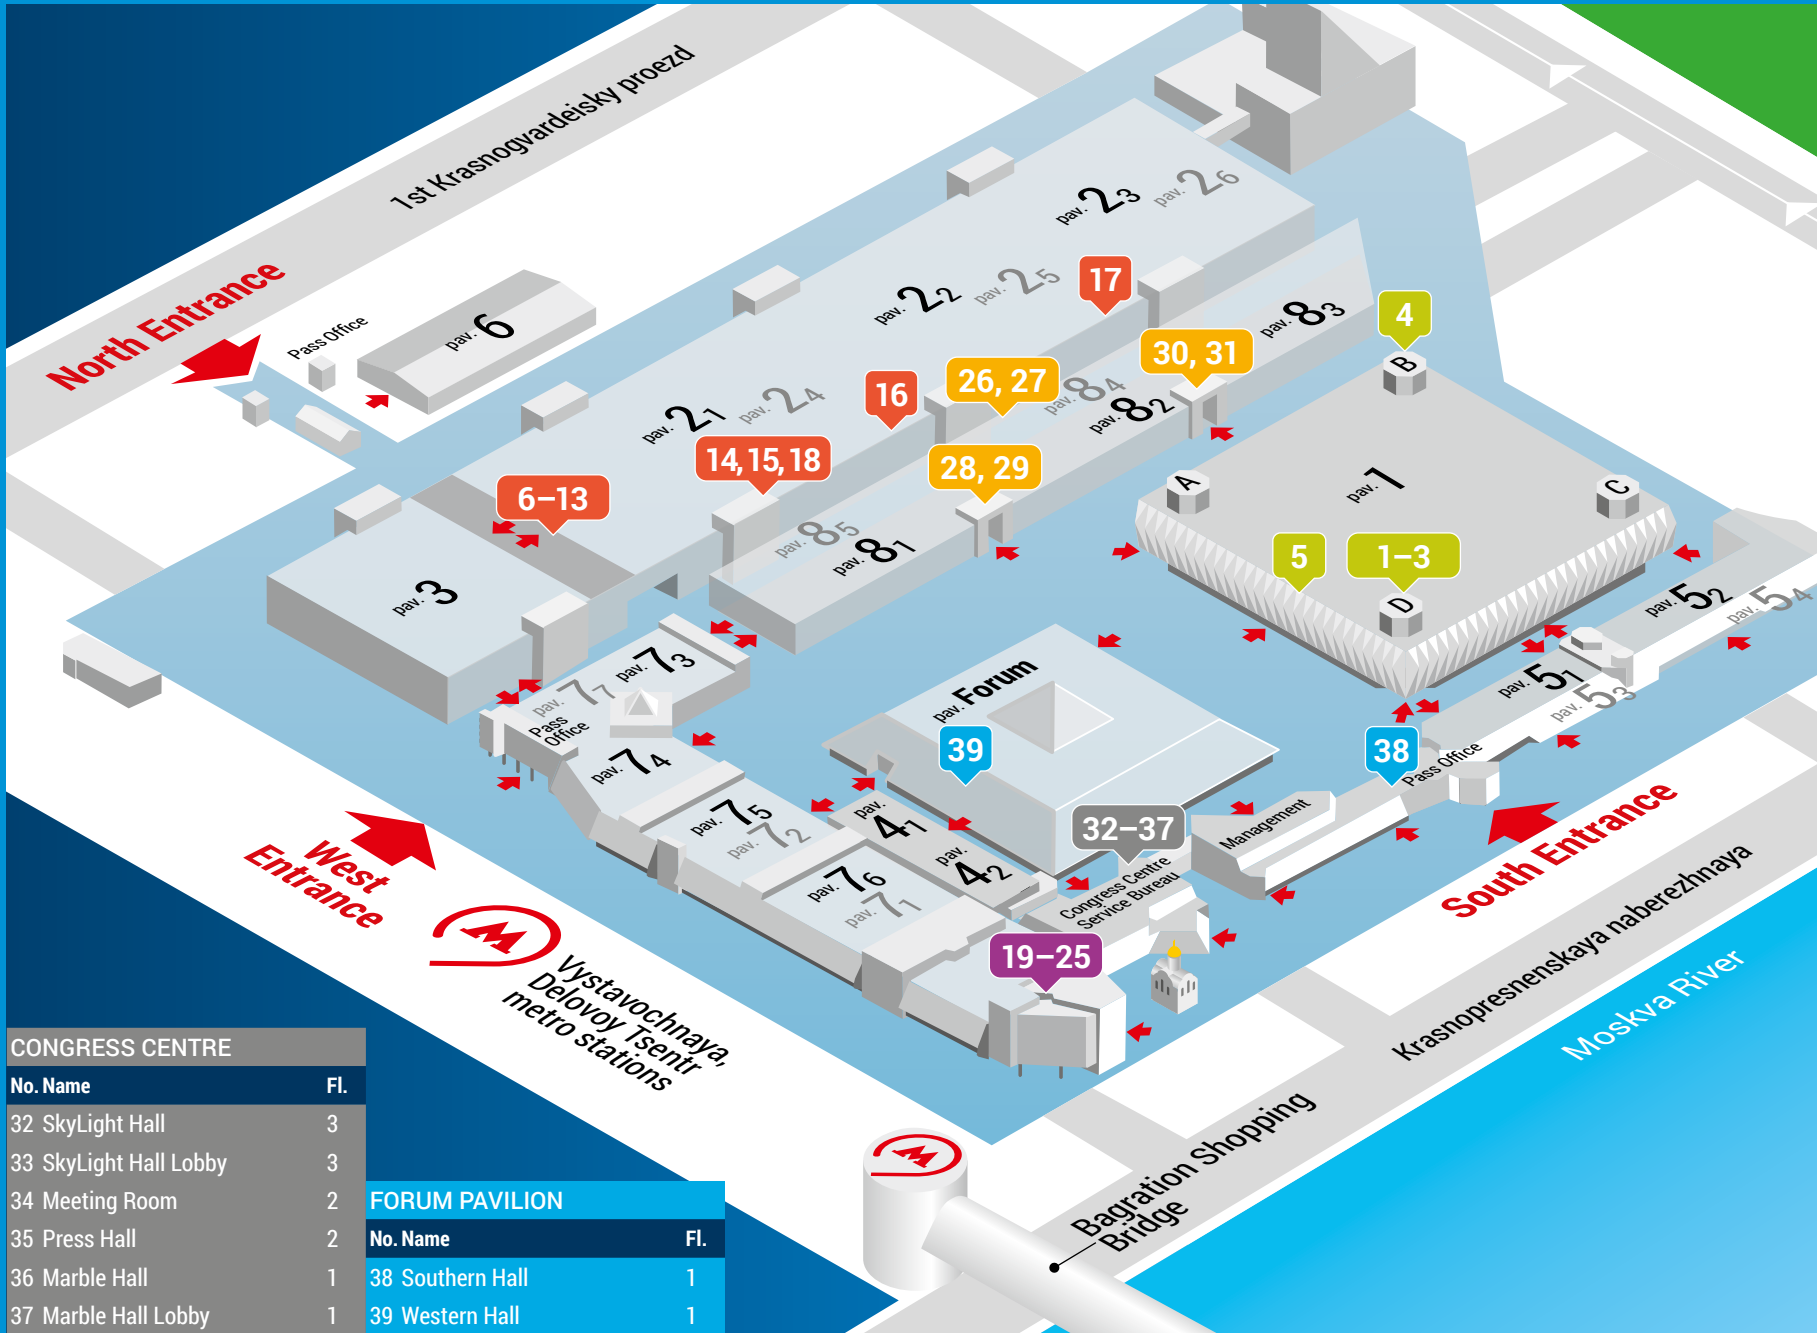 1st Krasnogvardeisky proezd
North Entrance
Pass Office
pav. 6
pav. 2₃
pav. 2₆
pav. 2₂
pav. 2₅
17
pav. 8₃
4
B
30, 31
26, 27
pav. 8₄
pav. 8₂
16
pav. 2₁
pav. 2₄
14,15,18
28, 29
6–13
A
pav. 1
C
pav. 8₅
pav. 8₁
pav. 3
5
1–3
D
pav. 5₂
pav. 5₄
pav. 7₃
pav. 7₇
Pass
Office
pav. Forum
39
pav. 5₁
pav. 5₃
38
Pass Office
pav. 7₄
pav. 7₅
pav. 7₂
pav.
4₁
pav.
4₂
32–37
Management
pav. 7₆
pav. 7₁
Congress Centre
Service Bureau
19–25
West
Entrance
South Entrance
M
Vystavochnaya,
Delovoy Tsentr
metro stations
Krasnopresnenskaya naberezhnaya
Moskva River
M
Bagration Shopping
Bridge
CONGRESS CENTRE
No. Name Fl.
32 SkyLight Hall 3
33 SkyLight Hall Lobby 3
34 Meeting Room 2
35 Press Hall 2
36 Marble Hall 1
37 Marble Hall Lobby 1
FORUM PAVILION
No. Name Fl.
38 Southern Hall 1
39 Western Hall 1